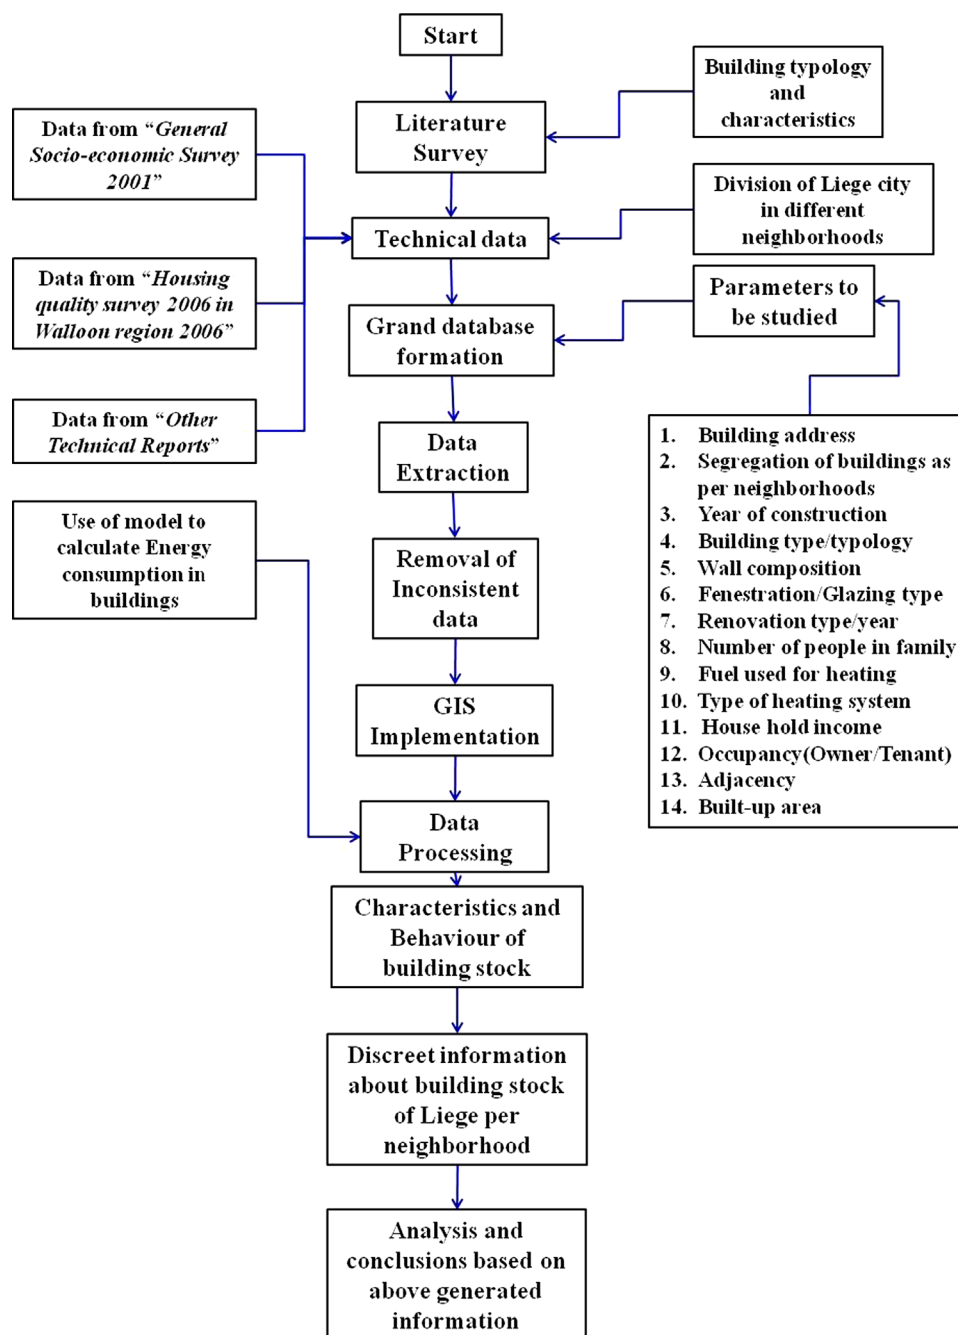 Start
Building typology
and
characteristics
Literature
Survey
Data from “General
Socio-economic Survey
2001”
Division of Liege city
in different
neighborhoods
Technical data
Data from “Housing
quality survey 2006 in
Walloon region 2006”
Parameters to
be studied
Grand database
formation
Data from “Other
Technical Reports”
Data
Extraction
1. Building address
2. Segregation of buildings as
per neighborhoods
3. Year of construction
4. Building type/typology
5. Wall composition
6. Fenestration/Glazing type
7. Renovation type/year
8. Number of people in family
9. Fuel used for heating
10. Type of heating system
11. House hold income
12. Occupancy(Owner/Tenant)
13. Adjacency
14. Built-up area
Use of model to
calculate Energy
consumption in
buildings
Removal of
Inconsistent
data
GIS
Implementation
Data
Processing
Characteristics and
Behaviour of
building stock
Discreet information
about building stock
of Liege per
neighborhood
Analysis and
conclusions based on
above generated
information